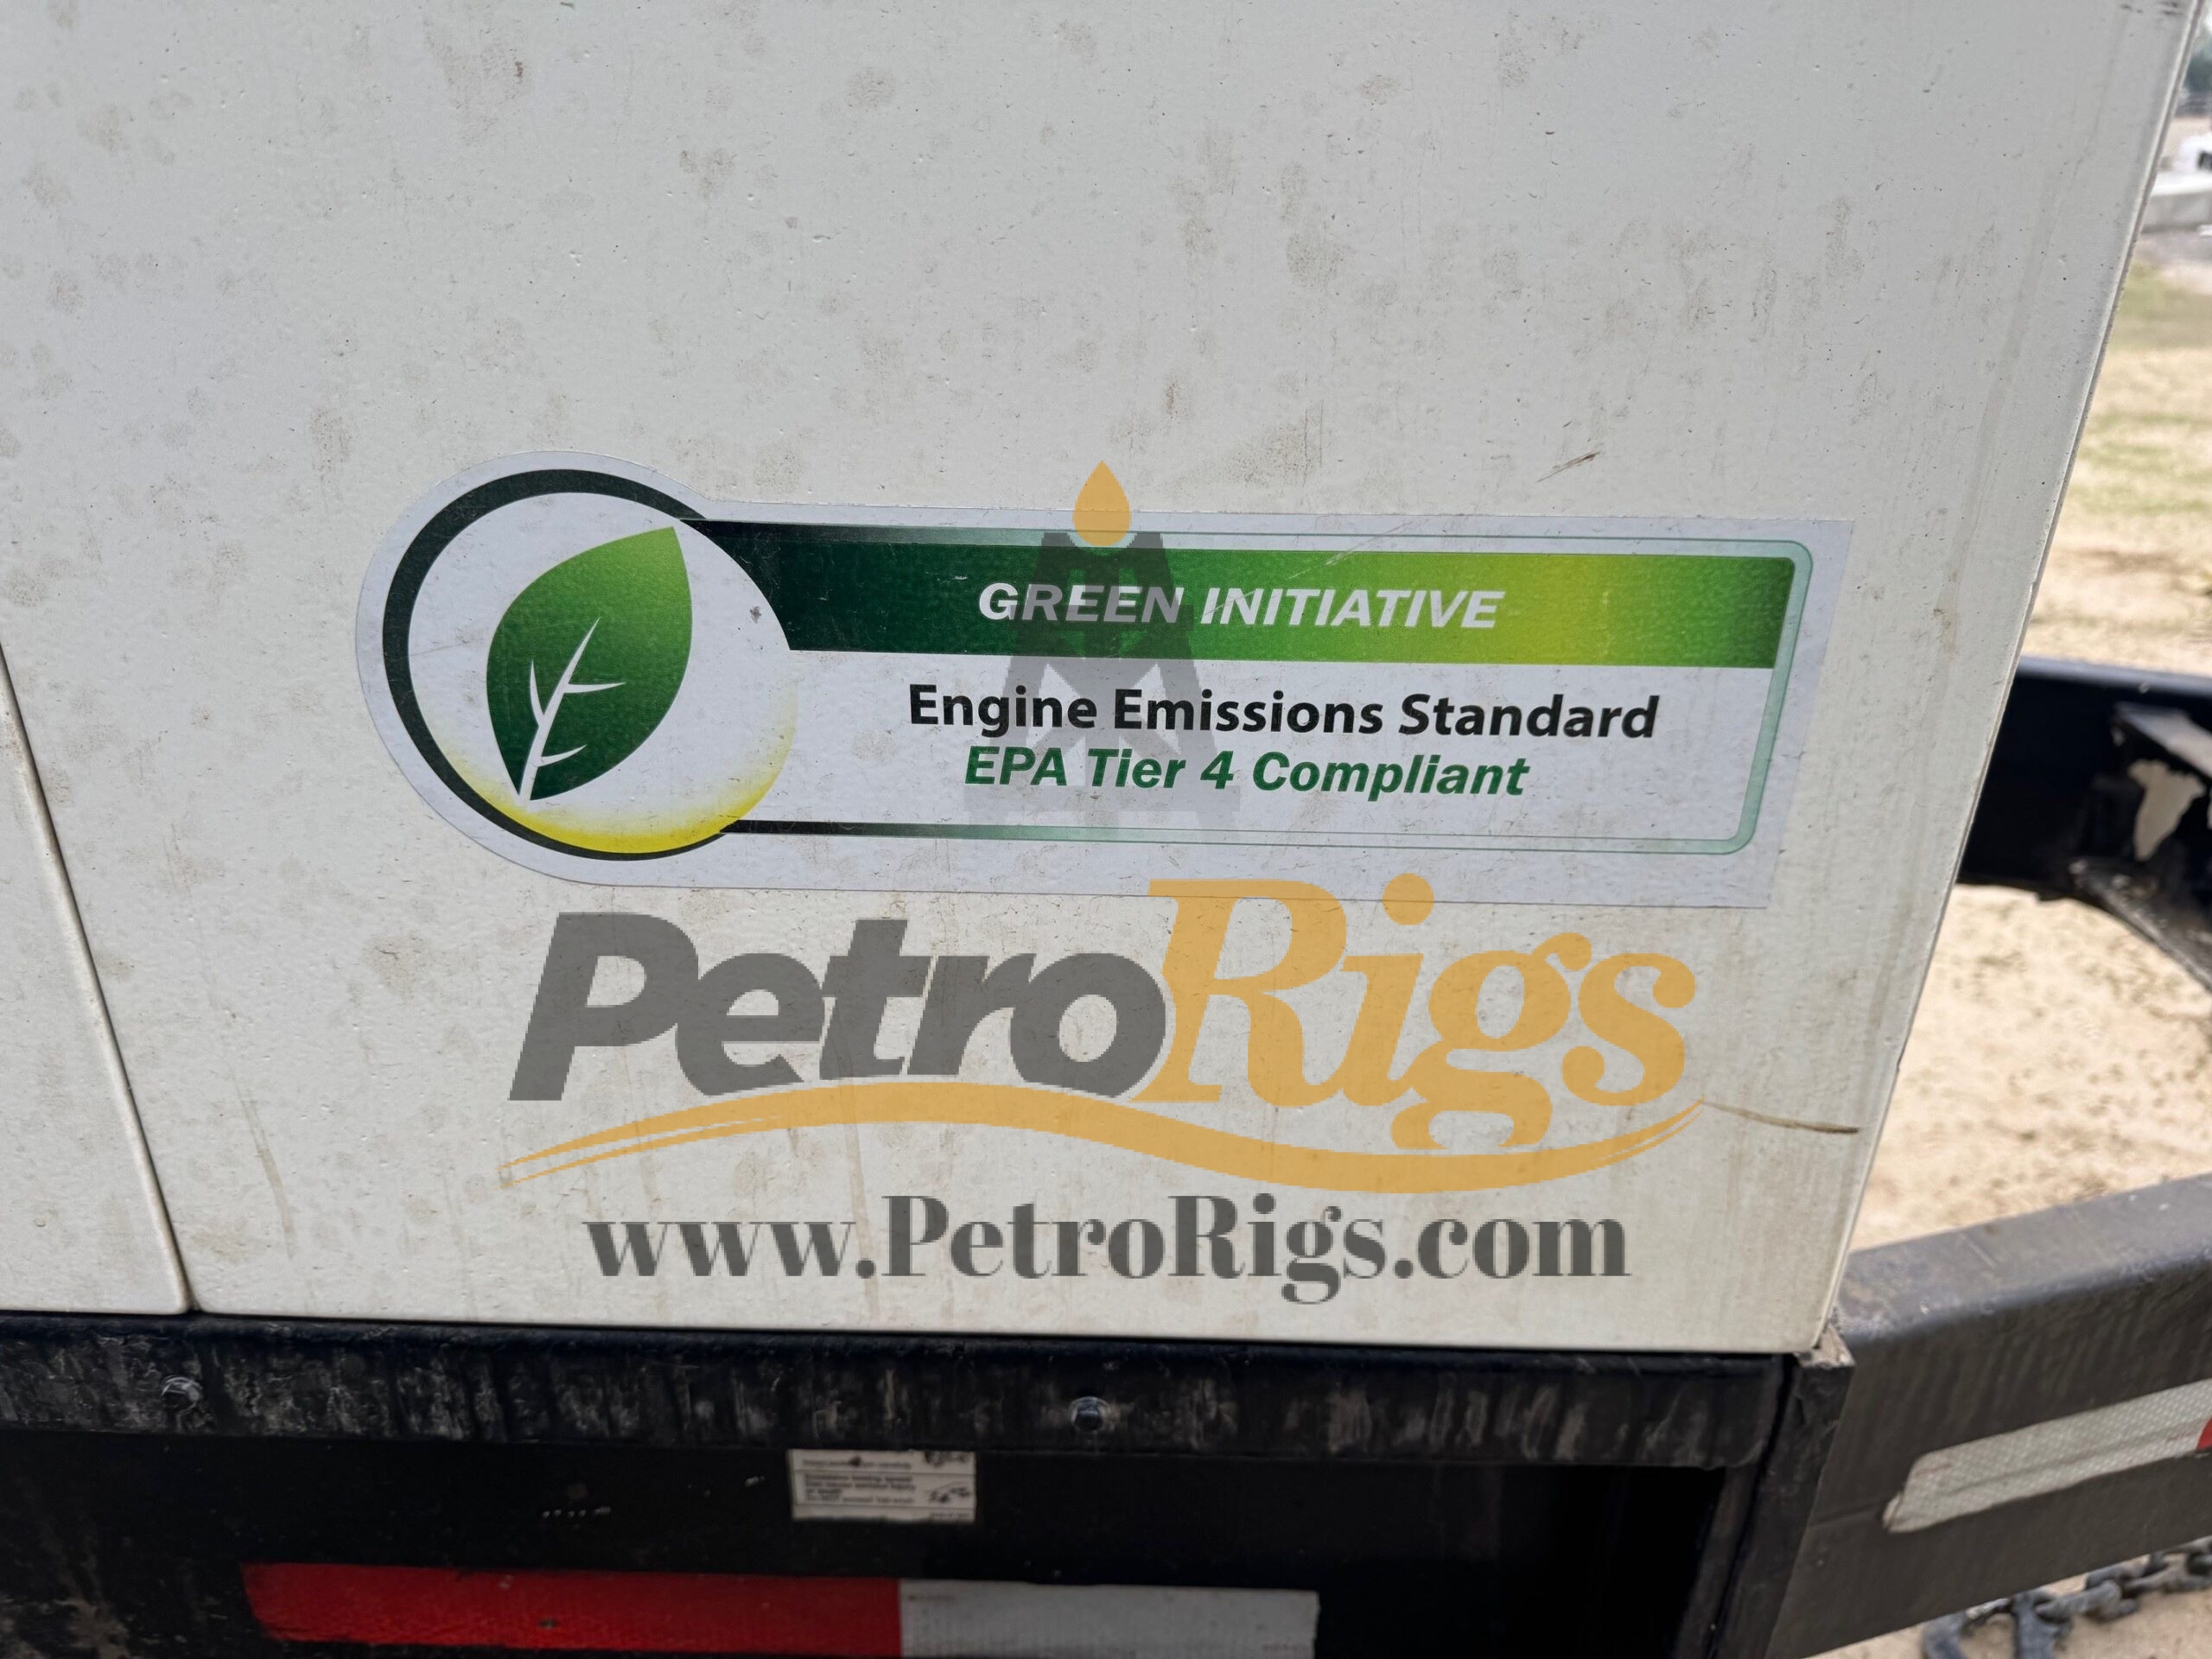 GREEN INITIATIVE
Engine Emissions Standard
EPA Tier 4 Compliant
PetroRigs
www.PetroRigs.com